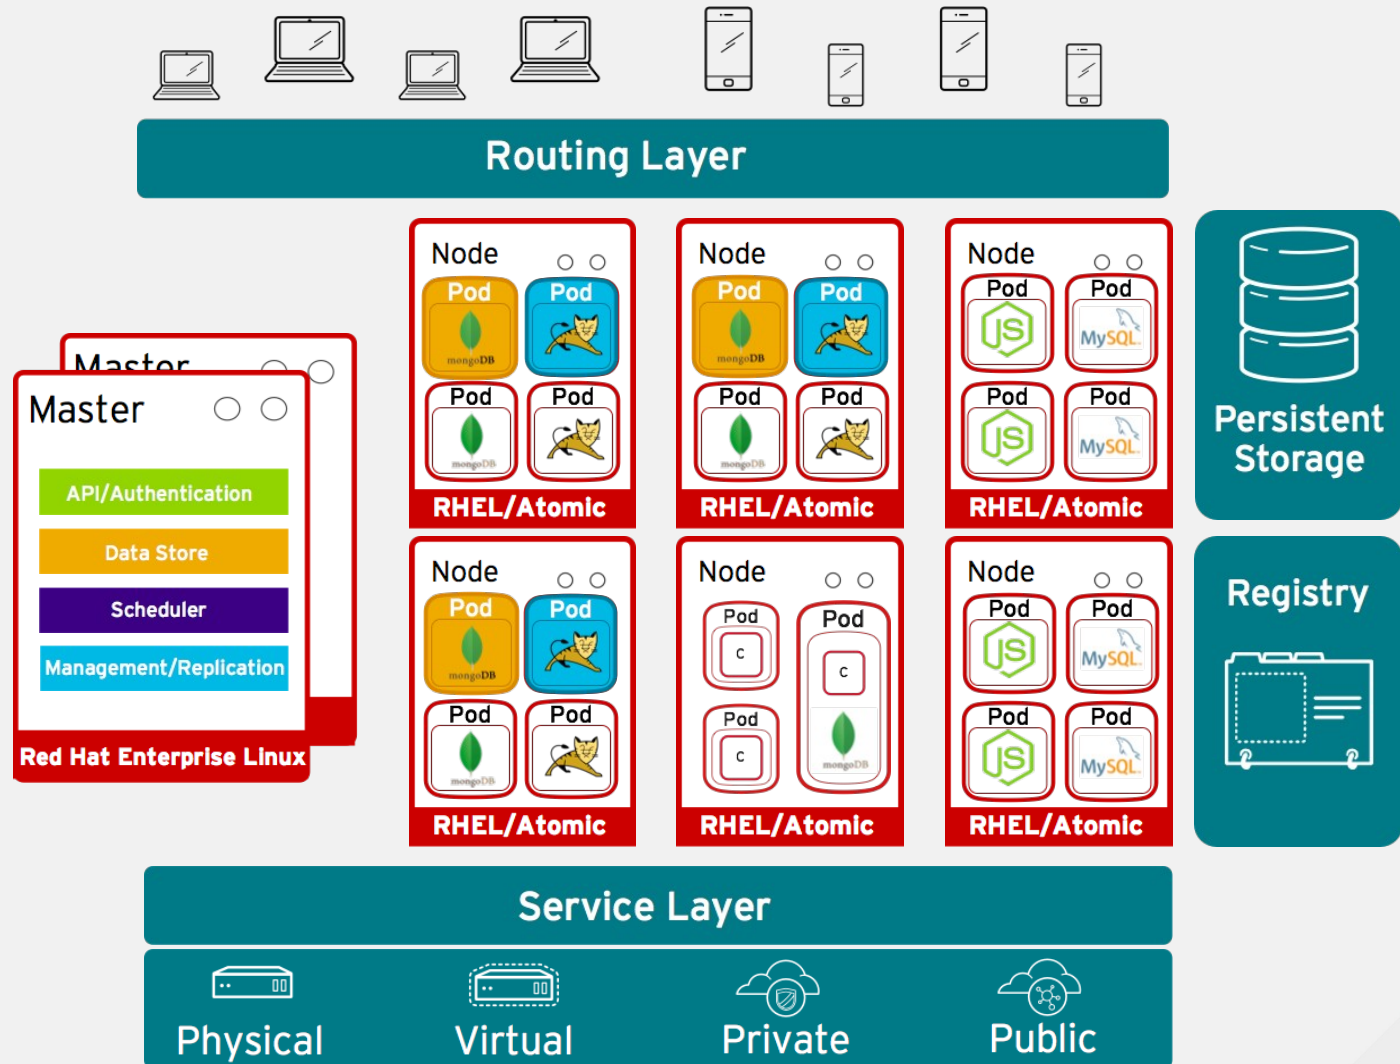 Routing Layer
Node
Pod
Pod
mongoDB
Pod
Pod
mongoDB
RHEL/Atomic
Node
Pod
Pod
mongoDB
Pod
Pod
mongoDB
RHEL/Atomic
Node
Pod
Pod
JS
MySQL
Pod
Pod
JS
MySQL
RHEL/Atomic
Persistent
Storage
Master
Master
API/Authentication
Data Store
Scheduler
Management/Replication
Red Hat Enterprise Linux
Node
Pod
Pod
mongoDB
Pod
Pod
mongoDB
RHEL/Atomic
Node
Pod
C
Pod
C
Pod
C
mongoDB
RHEL/Atomic
Node
Pod
Pod
JS
MySQL
Pod
Pod
JS
MySQL
RHEL/Atomic
Registry
Service Layer
Physical
Virtual
Private
Public